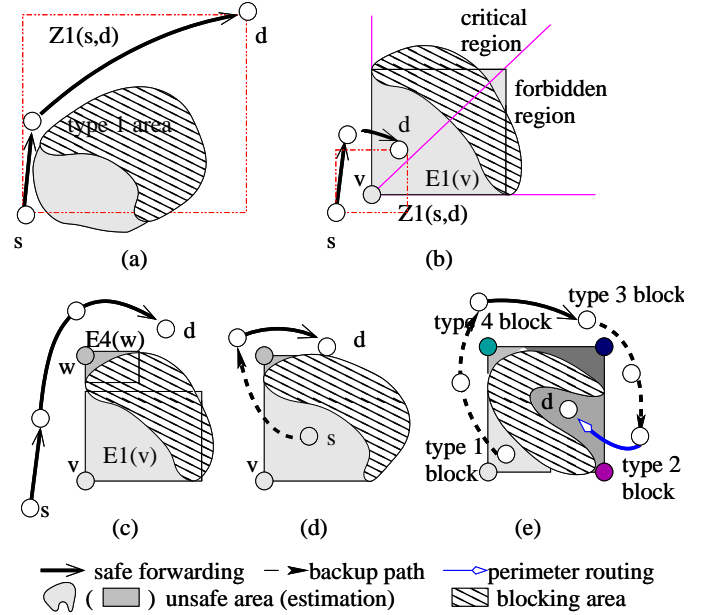 Z1(s,d)
d
type 1 area
s
(a)
critical
region
forbidden
region
d
v
E1(v)
Z1(s,d)
s
(b)
E4(w)
d
w
E1(v)
v
s
(c)
d
s
v
(d)
type 3 block
type 4 block
d
type 1
block
type 2
block
(e)
safe forwarding
backup path
perimeter routing
( ) unsafe area (estimation)
blocking area